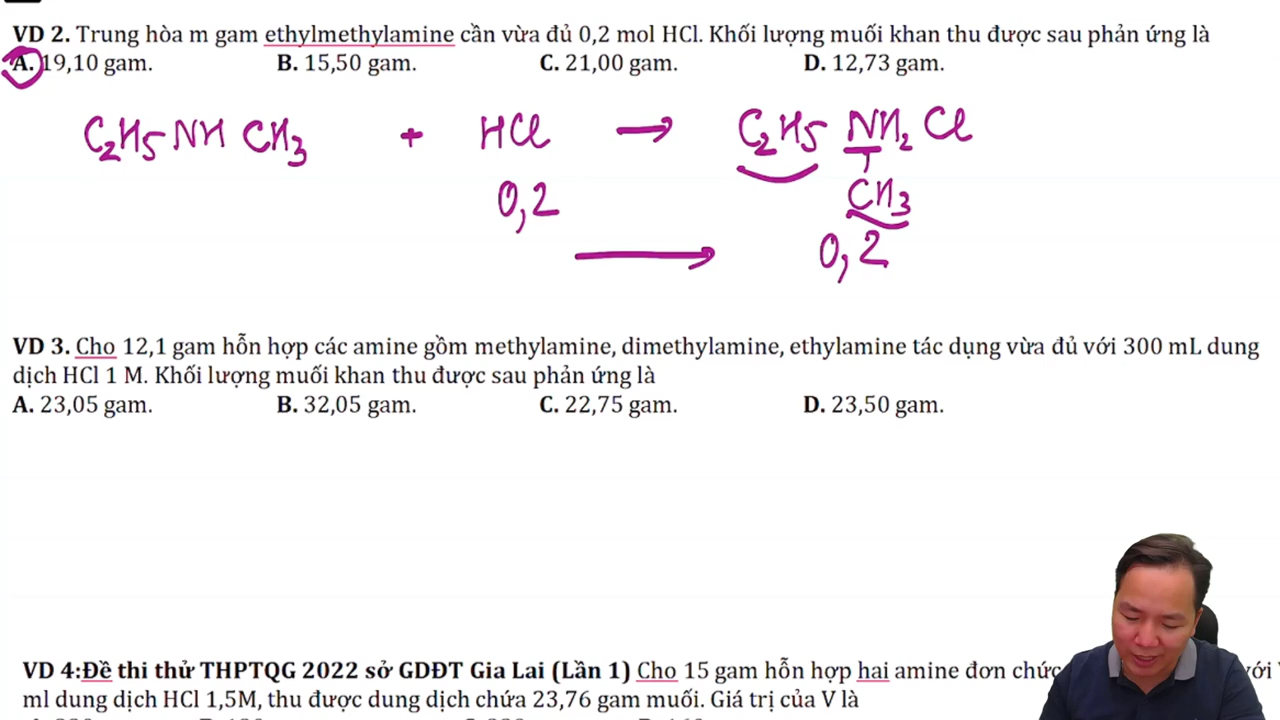 VD 2. Trung hòa m gam ethylmethylamine cần vừa đủ 0,2 mol HCl. Khối lượng muối khan thu được sau phản ứng là
A. 19,10 gam. B. 15,50 gam. C. 21,00 gam. D. 12,73 gam.
C2H5NH CH3 + HCl → C2H5 NH2 Cl
CH3
0,2 → 0,2
VD 3. Cho 12,1 gam hỗn hợp các amine gồm methylamine, dimethylamine, ethylamine tác dụng vừa đủ với 300 mL dung
dịch HCl 1 M. Khối lượng muối khan thu được sau phản ứng là
A. 23,05 gam. B. 32,05 gam. C. 22,75 gam. D. 23,50 gam.
VD 4:Đề thi thử THPTQG 2022 sở GDĐT Gia Lai (Lần 1) Cho 15 gam hỗn hợp hai amine đơn chức
ml dung dịch HCl 1,5M, thu được dung dịch chứa 23,76 gam muối. Giá trị của V là